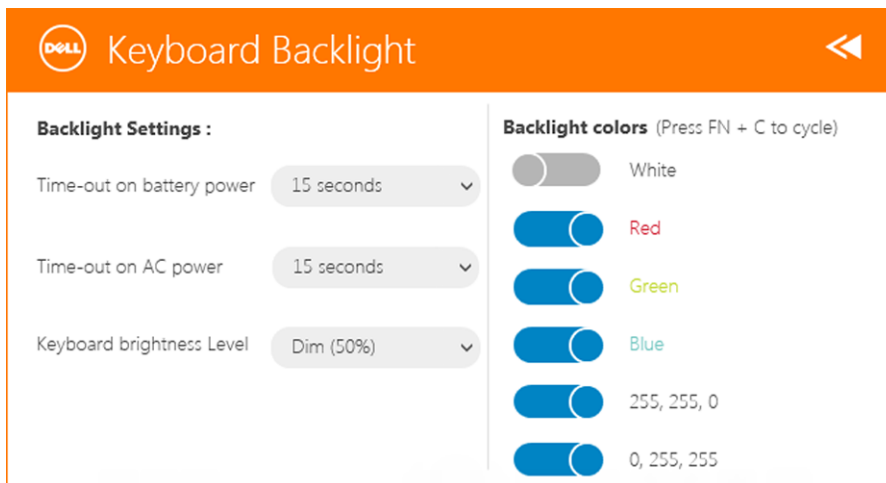 DELL Keyboard Backlight
Backlight Settings :
Time-out on battery power 15 seconds
Time-out on AC power 15 seconds
Keyboard brightness Level Dim (50%)
Backlight colors (Press FN + C to cycle)
White
Red
Green
Blue
255, 255, 0
0, 255, 255